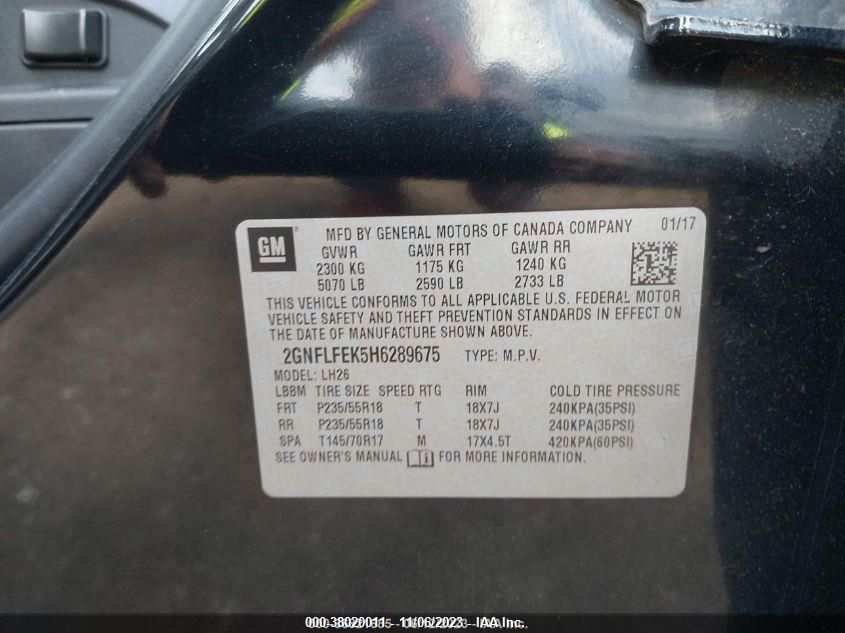 GM MFD BY GENERAL MOTORS OF CANADA COMPANY 01/17
GVWR GAWR FRT GAWR RR
2300 KG 1175 KG 1240 KG
5070 LB 2590 LB 2733 LB
THIS VEHICLE CONFORMS TO ALL APPLICABLE U.S. FEDERAL MOTOR
VEHICLE SAFETY AND THEFT PREVENTION STANDARDS IN EFFECT ON
THE DATE OF MANUFACTURE SHOWN ABOVE.
2GNFLFEK5H6289675 TYPE: M.P.V.
MODEL: LH26
LBBM TIRE SIZE SPEED RTG RIM COLD TIRE PRESSURE
FRT P235/55R18 T 18X7J 240KPA(35PSI)
RR P235/55R18 T 18X7J 240KPA(35PSI)
SPA T145/70R17 M 17X4.5T 420KPA(60PSI)
SEE OWNER'S MANUAL FOR MORE INFORMATION.
000-38020011- 11/06/2023 - IAA Inc.